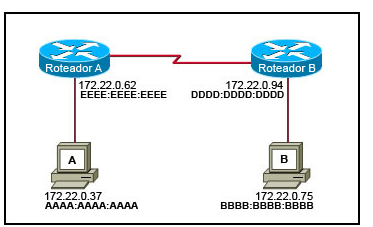 Roteador A Roteador B
172.22.0.62 172.22.0.94
EEEE:EEEE:EEEE DDDD:DDDD:DDDD
A B
172.22.0.37 172.22.0.75
AAAA:AAAA:AAAA BBBB:BBBB:BBBB